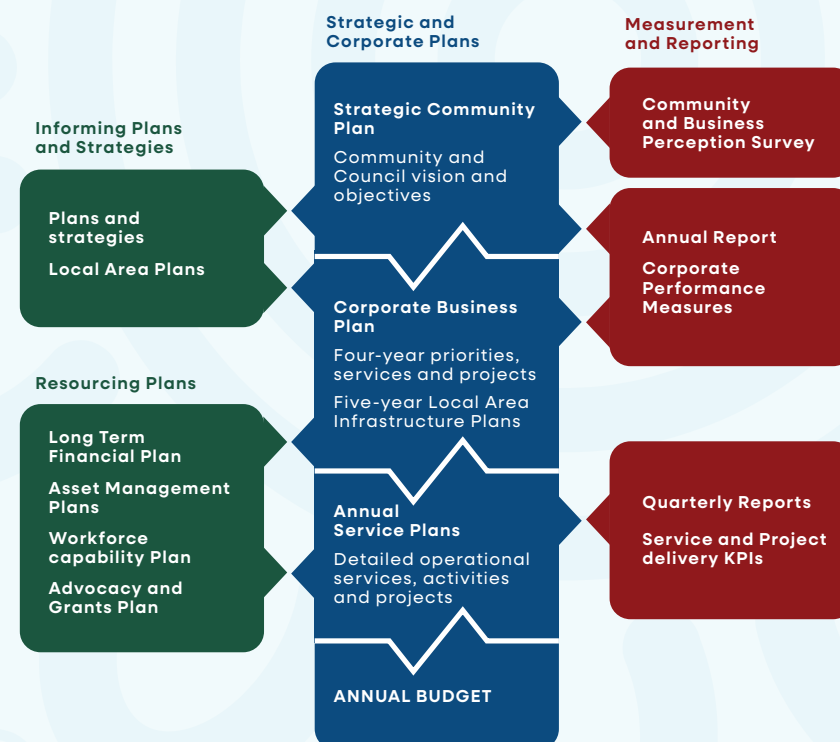 Informing Plans
and Strategies
Plans and
strategies
Local Area Plans
Resourcing Plans
Long Term
Financial Plan
Asset Management
Plans
Workforce
capability Plan
Advocacy and
Grants Plan
Strategic and
Corporate Plans
Strategic Community
Plan
Community and
Council vision and
objectives
Corporate Business
Plan
Four-year priorities,
services and projects
Five-year Local Area
Infrastructure Plans
Annual
Service Plans
Detailed operational
services, activities
and projects
ANNUAL BUDGET
Measurement
and Reporting
Community
and Business
Perception Survey
Annual Report
Corporate
Performance
Measures
Quarterly Reports
Service and Project
delivery KPIs